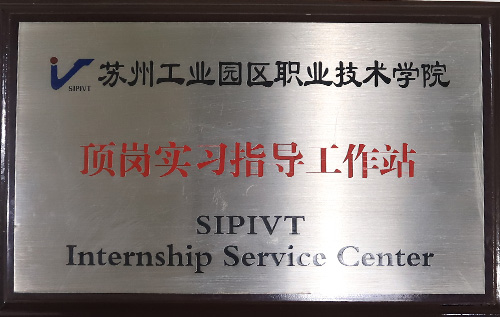 SIPIVT
苏州工业园区职业技术学院
顶岗实习指导工作站
SIPIVT
Internship Service Center